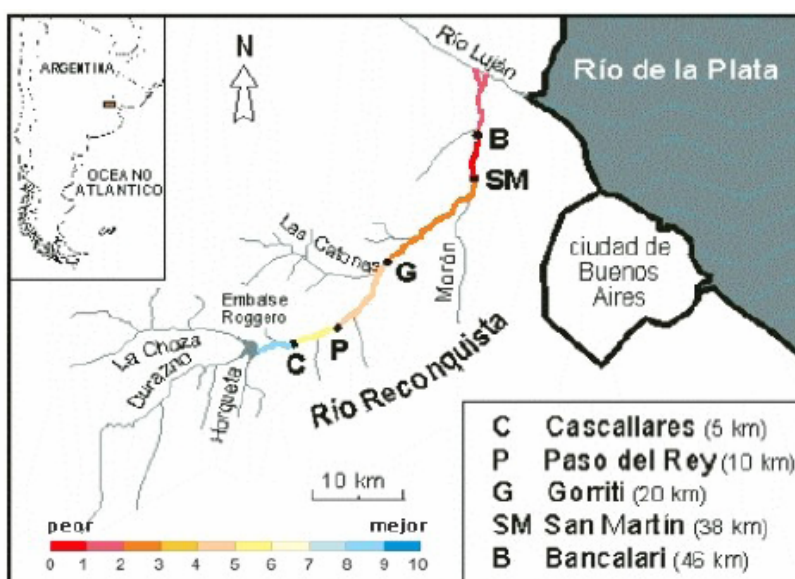 ARGENTINA
OCEANO
ATLANTICO
N
Río Luján
Río de la Plata
B
SM
ciudad de
Buenos
Aires
Las Catonas
G
Morón
Embalse
Roggero
La Choza
Durazno
Horqueta
C
P
Río Reconquista
10 km
C Cascallares (5 km)
P Paso del Rey (10 km)
G Gorriti (20 km)
SM San Martín (38 km)
B Bancalari (46 km)
peor mejor
0 1 2 3 4 5 6 7 8 9 10